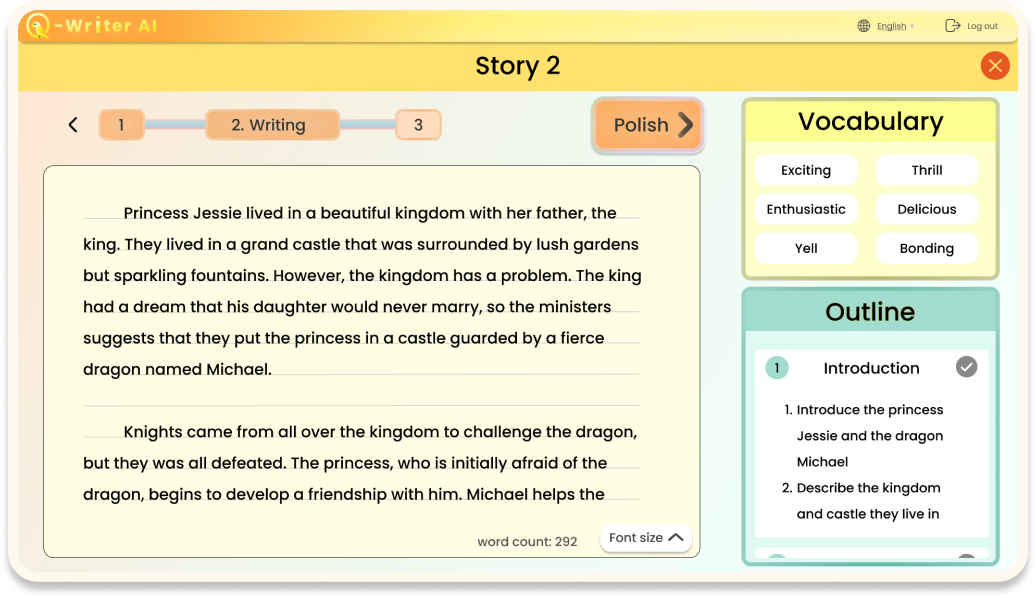 Q-Writer AI
English
Log out
Story 2
1
2. Writing
3
Polish
Princess Jessie lived in a beautiful kingdom with her father, the
king. They lived in a grand castle that was surrounded by lush gardens
but sparkling fountains. However, the kingdom has a problem. The king
had a dream that his daughter would never marry, so the ministers
suggests that they put the princess in a castle guarded by a fierce
dragon named Michael.
Knights came from all over the kingdom to challenge the dragon,
but they was all defeated. The princess, who is initially afraid of the
dragon, begins to develop a friendship with him. Michael helps the
word count: 292
Font size
Vocabulary
Exciting
Thrill
Enthusiastic
Delicious
Yell
Bonding
Outline
1
Introduction
1. Introduce the princess
Jessie and the dragon
Michael
2. Describe the kingdom
and castle they live in